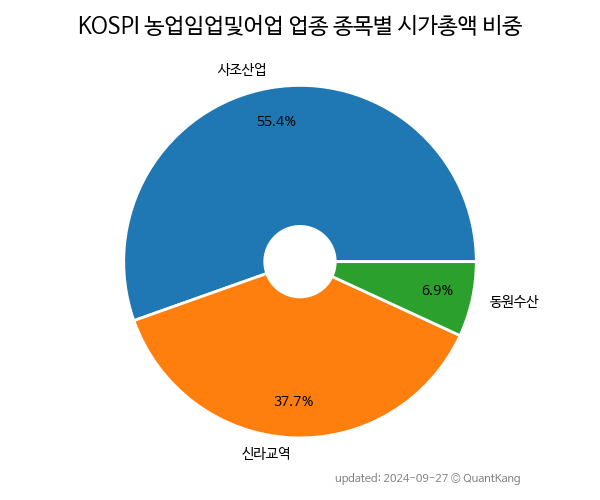 KOSPI 농업임업및어업 업종 종목별 시가총액 비중
사조산업
55.4%
6.9%
동원수산
37.7%
신라교역
updated: 2024-09-27 © QuantKang